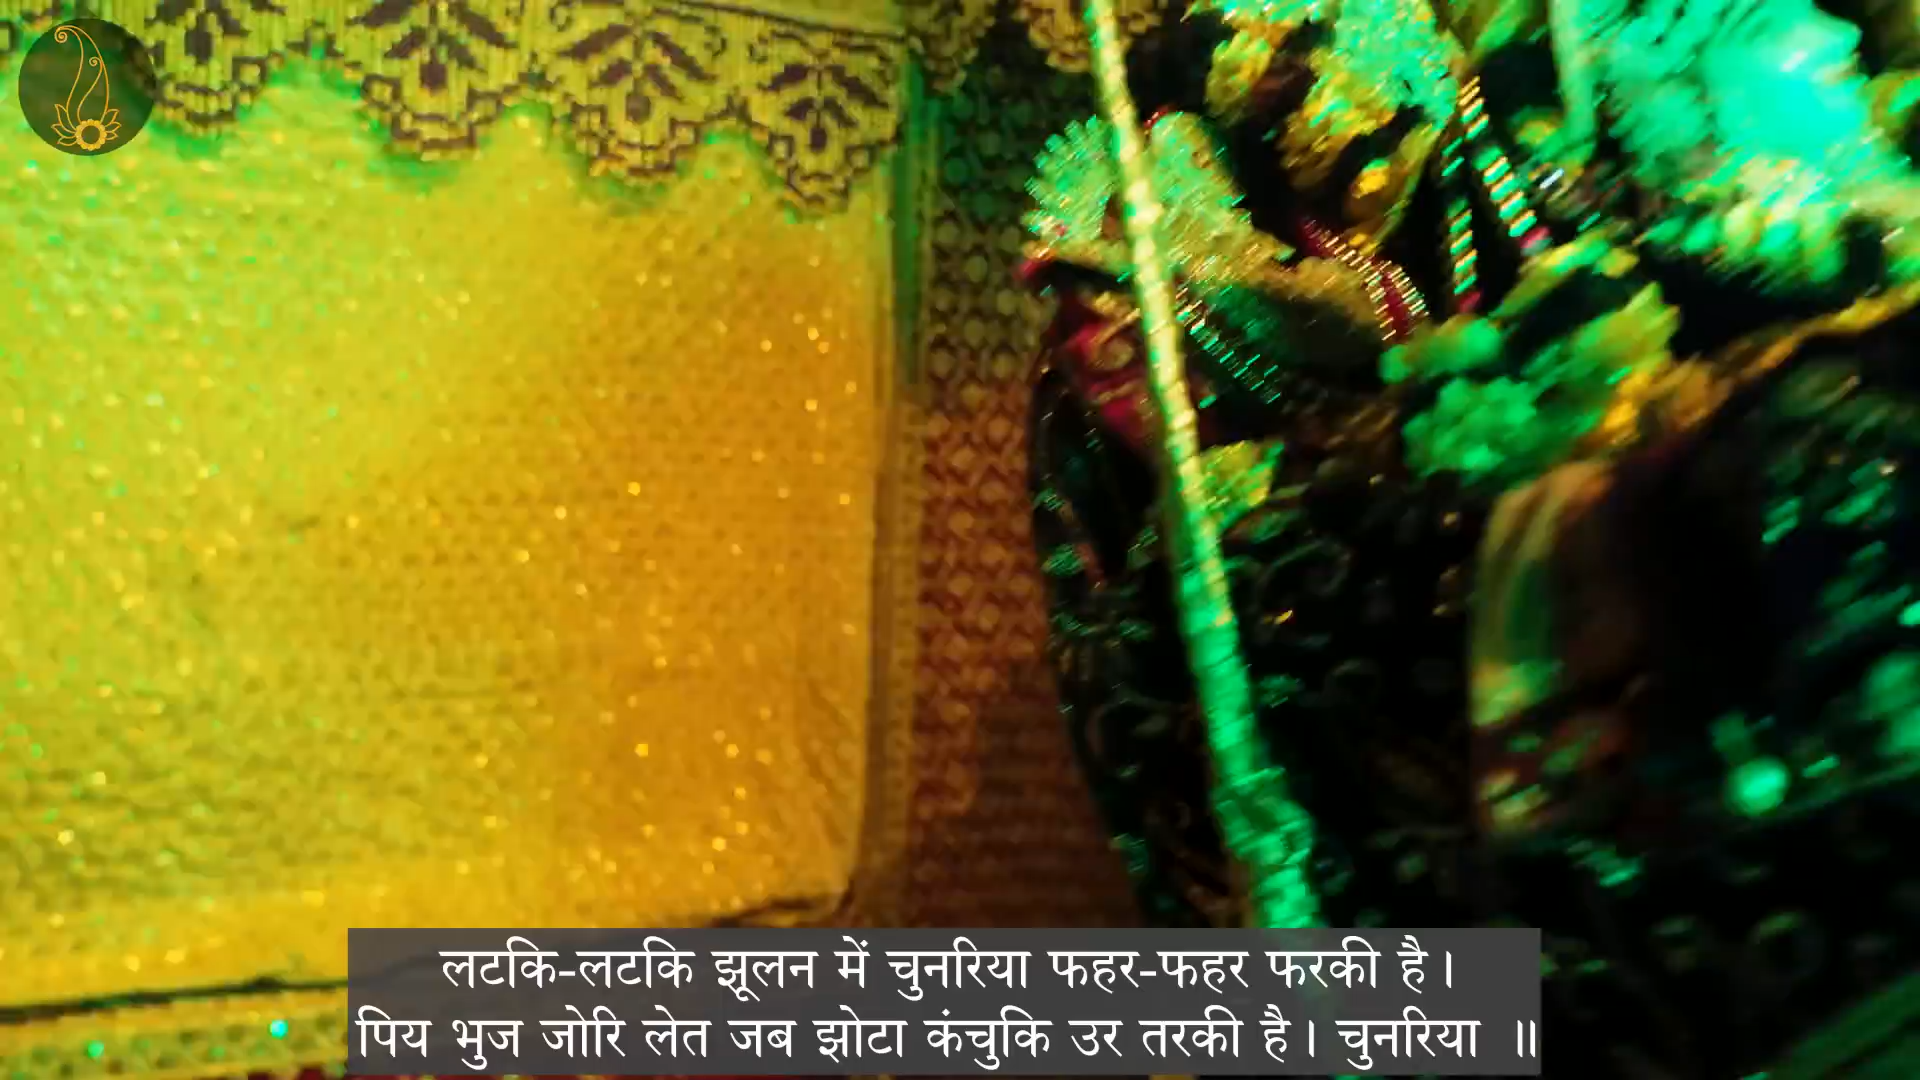 लटकि-लटकि झूलन में चुनरिया फहर-फहर फरकी है।
पिय भुज जोरि लेत जब झोटा कंचुकि उर तरकी है। चुनरिया ॥